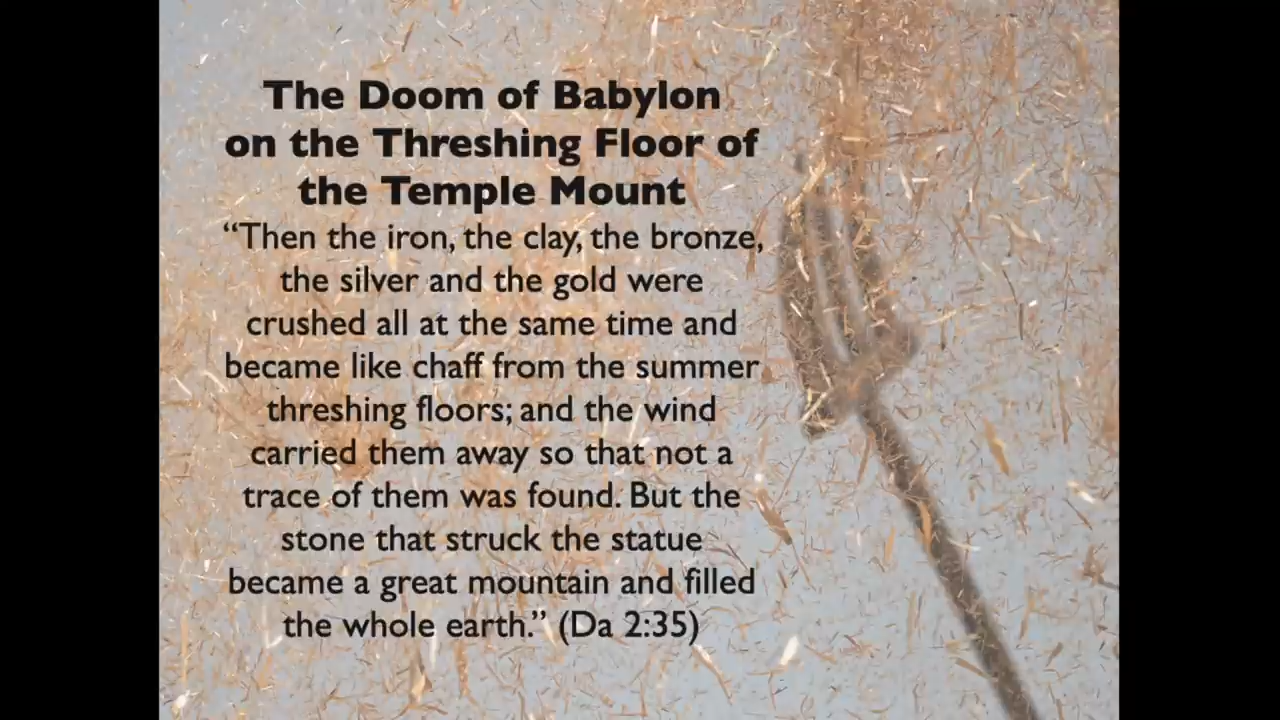 The Doom of Babylon
on the Threshing Floor of
the Temple Mount
“Then the iron, the clay, the bronze,
the silver and the gold were
crushed all at the same time and
became like chaff from the summer
threshing floors; and the wind
carried them away so that not a
trace of them was found. But the
stone that struck the statue
became a great mountain and filled
the whole earth.” (Da 2:35)